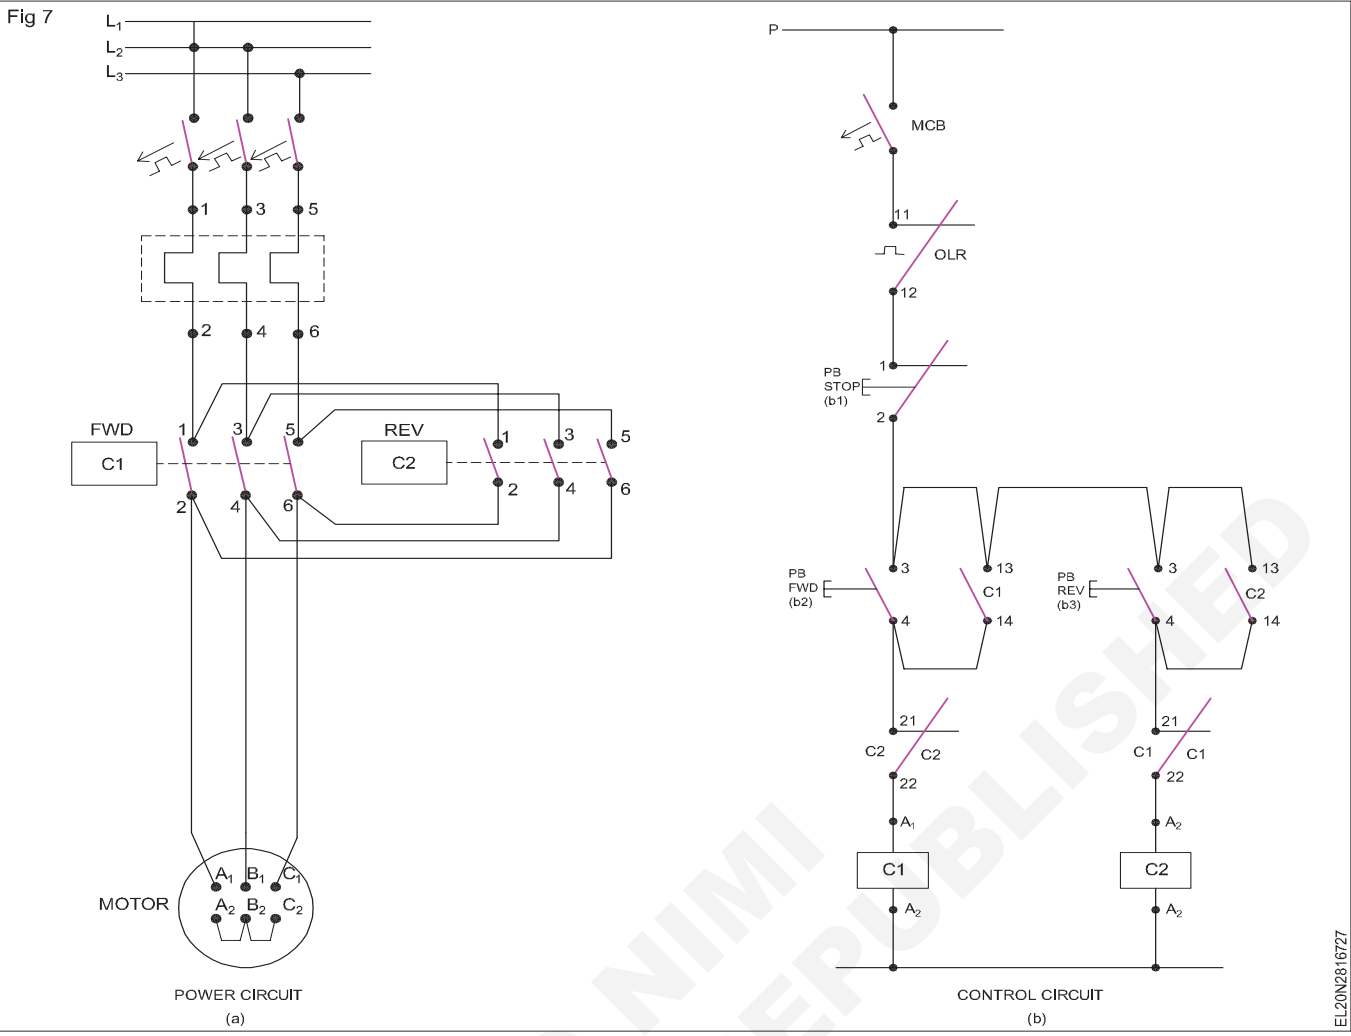 Fig 7
L1
L2
L3
1 3 5
2 4 6
FWD
C1
1 3 5
2 4 6
REV
C2
1 3 5
2 4 6
MOTOR
A1 B1 C1
A2 B2 C2
POWER CIRCUIT
(a)
P
MCB
11
OLR
12
1
PB
STOP
(b1)
2
PB
FWD
(b2)
3
4
13
C1
14
PB
REV
(b3)
3
4
13
C2
14
21
C2 C2
22
A1
C1
A2
21
C1 C1
22
A2
C2
A2
CONTROL CIRCUIT
(b)
EL20N2816727
NIMI
EPUBLISHED